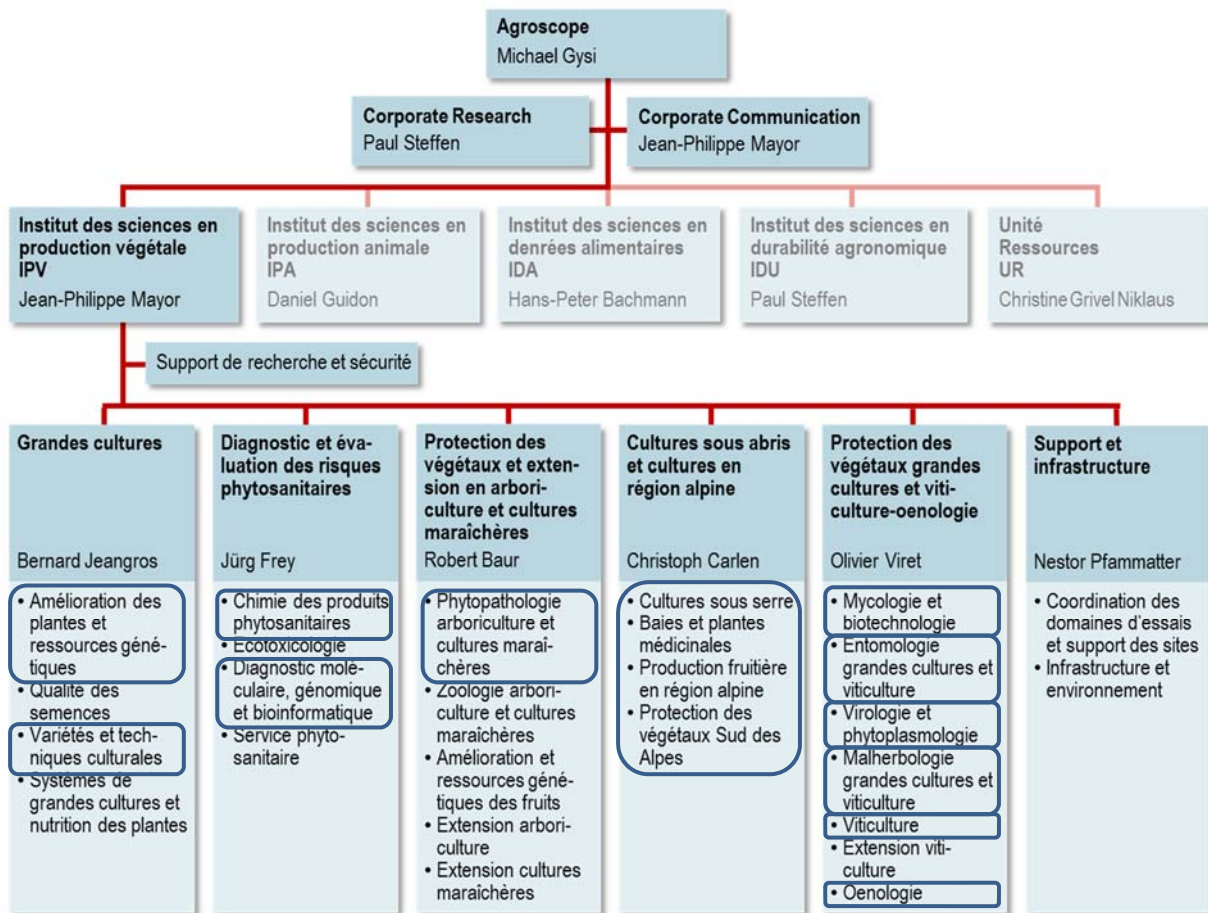 Agroscope
Michael Gysi
Corporate Research
Paul Steffen
Corporate Communication
Jean-Philippe Mayor
Institut des sciences en
production végétale
IPV
Jean-Philippe Mayor
Institut des sciences en
production animale
IPA
Daniel Guidon
Institut des sciences en
denrées alimentaires
IDA
Hans-Peter Bachmann
Institut des sciences en
durabilité agronomique
IDU
Paul Steffen
Unité
Ressources
UR
Christine Grivel Niklaus
Support de recherche et sécurité
Grandes cultures
Bernard Jeangros
• Amélioration des
plantes et
ressources géné-
tiques
• Qualité des
semences
• Variétés et tech-
niques culturales
• Systèmes de
grandes cultures et
nutrition des plantes
Diagnostic et éva-
luation des risques
phytosanitaires
Jürg Frey
• Chimie des produits
phytosanitaires
• Ecotoxicologie
• Diagnostic molé-
culaire, génomique
et bioinformatique
• Service phyto-
sanitaire
Protection des
végétaux et exten-
sion en arbori-
culture et cultures
maraîchères
Robert Baur
• Phytopathologie
arboriculture et
cultures maraî-
chères
• Zoologie arbori-
culture et cultures
maraîchères
• Amélioration et
ressources géné-
tiques des fruits
• Extension arbori-
culture
• Extension cultures
maraîchères
Cultures sous abris
et cultures en
région alpine
Christoph Carlen
• Cultures sous serre
• Baies et plantes
médicinales
• Production fruitière
en région alpine
• Protection des
végétaux Sud des
Alpes
Protection des
végétaux grandes
cultures et viti-
culture-oenologie
Olivier Viret
• Mycologie et
biotechnologie
• Entomologie
grandes cultures et
viticulture
• Virologie et
phytoplasmologie
• Malherbologie
grandes cultures et
viticulture
• Viticulture
• Extension viti-
culture
• Oenologie
Support et
infrastructure
Nestor Pfammatter
• Coordination des
domaines d'essais
et support des sites
• Infrastructure et
environnement